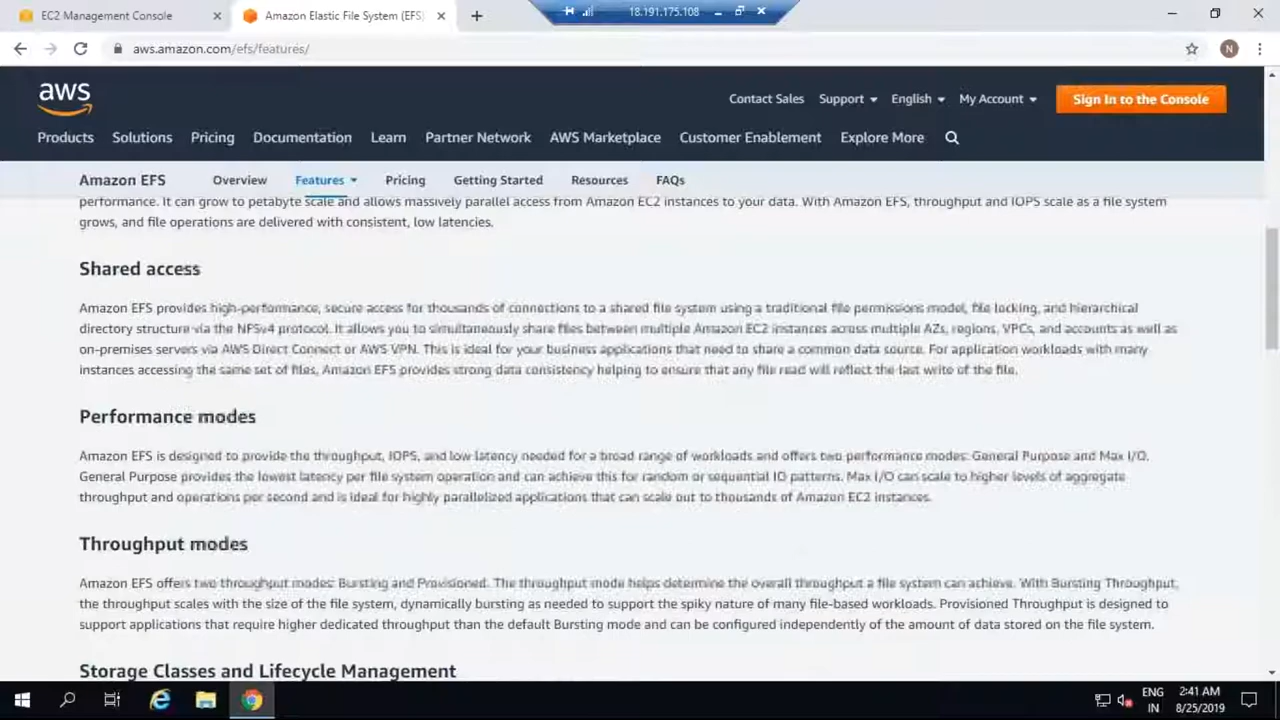 EC2 Management Console
Amazon Elastic File System (EFS)
18.191.175.108
aws.amazon.com/efs/features/
N
aws
Contact Sales Support English My Account Sign In to the Console
Products Solutions Pricing Documentation Learn Partner Network AWS Marketplace Customer Enablement Explore More
Amazon EFS Overview Features Pricing Getting Started Resources FAQs
performance. It can grow to petabyte scale and allows massively parallel access from Amazon EC2 instances to your data. With Amazon EFS, throughput and IOPS scale as a file system
grows, and file operations are delivered with consistent, low latencies.
Shared access
Amazon EFS provides high-performance, secure access for thousands of connections to a shared file system using a traditional file permissions model, file locking, and hierarchical
directory structure via the NFSv4 protocol. It allows you to simultaneously share files between multiple Amazon EC2 instances across multiple AZs, regions, VPCs, and accounts as well as
on-premises servers via AWS Direct Connect or AWS VPN. This is ideal for your business applications that need to share a common data source. For application workloads with many
instances accessing the same set of files, Amazon EFS provides strong data consistency helping to ensure that any file read will reflect the last write of the file.
Performance modes
Amazon EFS is designed to provide the throughput, IOPS, and low latency needed for a broad range of workloads and offers two performance modes: General Purpose and Max I/O.
General Purpose provides the lowest latency per file system operation and can achieve this for random or sequential IO patterns. Max I/O can scale to higher levels of aggregate
throughput and operations per second and is ideal for highly parallelized applications that can scale out to thousands of Amazon EC2 instances.
Throughput modes
Amazon EFS offers two throughput modes: Bursting and Provisioned. The throughput mode helps determine the overall throughput a file system can achieve. With Bursting Throughput,
the throughput scales with the size of the file system, dynamically bursting as needed to support the spiky nature of many file-based workloads. Provisioned Throughput is designed to
support applications that require higher dedicated throughput than the default Bursting mode and can be configured independently of the amount of data stored on the file system.
Storage Classes and Lifecycle Management
ENG 2:41 AM
IN 8/25/2019